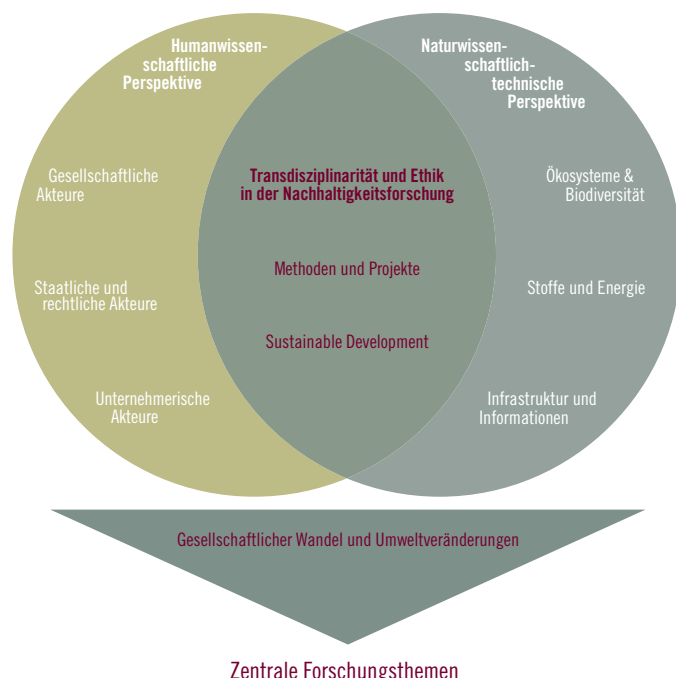 Humanwissen-
schaftliche
Perspektive
Naturwissen-
schaftlich-
technische
Perspektive
Gesellschaftliche
Akteure
Transdisziplinarität und Ethik
in der Nachhaltigkeitsforschung
Ökosysteme &
Biodiversität
Methoden und Projekte
Staatliche und
rechtliche Akteure
Stoffe und Energie
Sustainable Development
Unternehmerische
Akteure
Infrastruktur und
Informationen
Gesellschaftlicher Wandel und Umweltveränderungen
Zentrale Forschungsthemen